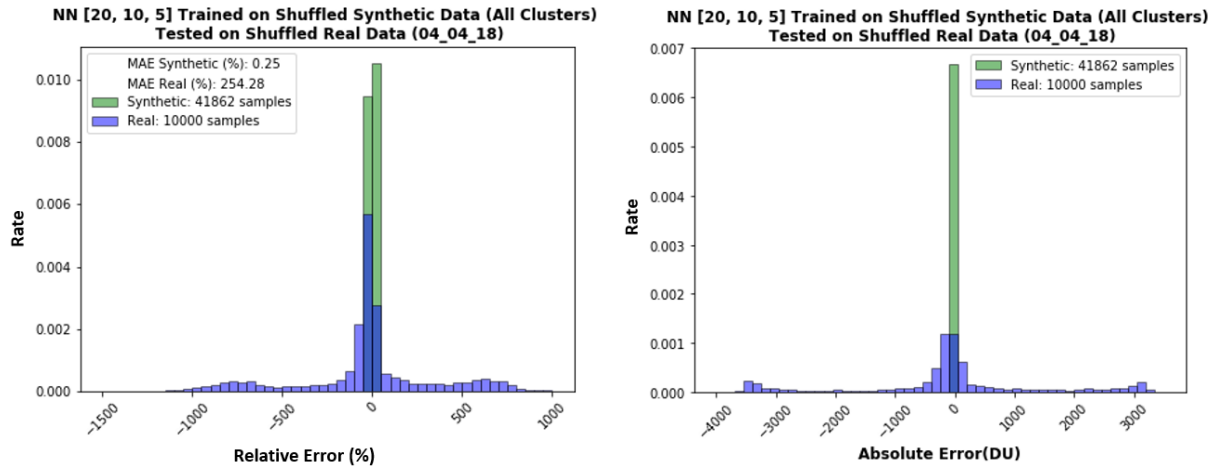 NN [20, 10, 5] Trained on Shuffled Synthetic Data (All Clusters)
Tested on Shuffled Real Data (04_04_18)
MAE Synthetic (%): 0.25
MAE Real (%): 254.28
Synthetic: 41862 samples
Real: 10000 samples
0.010
0.008
0.006
0.004
0.002
0.000
Rate
−1500
−1000
−500
0
500
1000
Relative Error (%)
NN [20, 10, 5] Trained on Shuffled Synthetic Data (All Clusters)
Tested on Shuffled Real Data (04_04_18)
Synthetic: 41862 samples
Real: 10000 samples
0.007
0.006
0.005
0.004
0.003
0.002
0.001
0.000
Rate
−4000
−3000
−2000
−1000
0
1000
2000
3000
Absolute Error(DU)